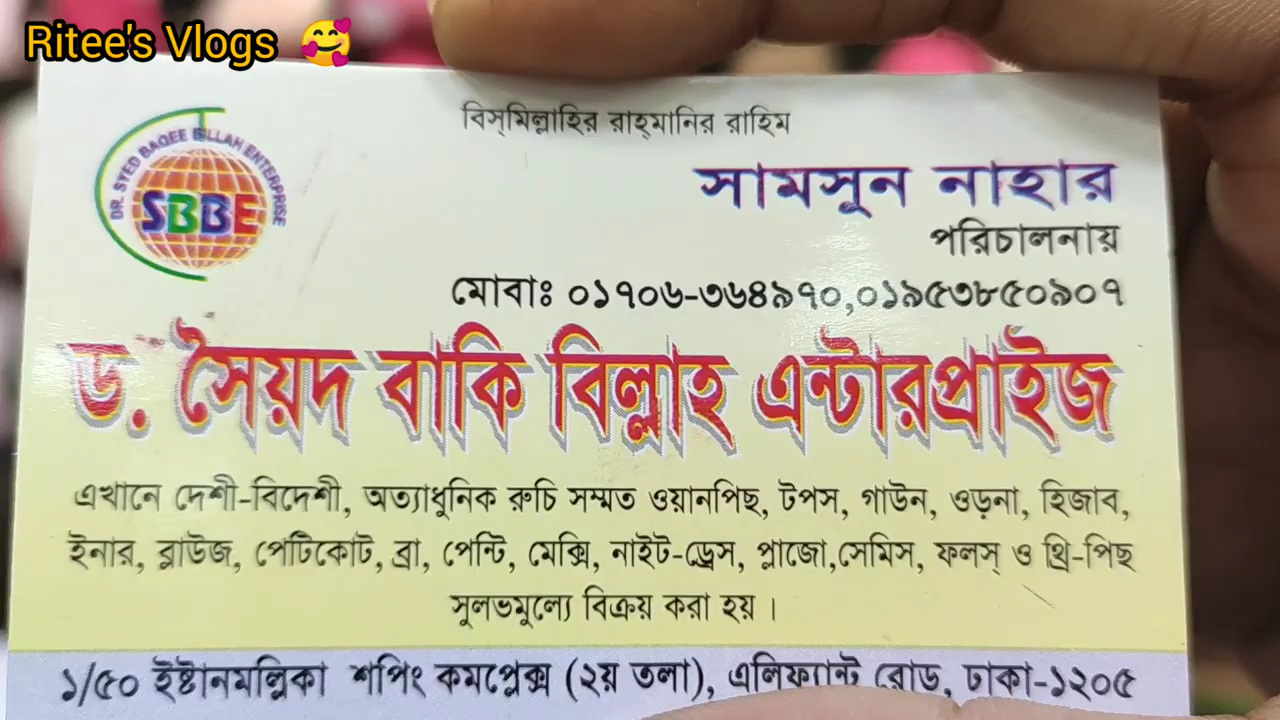 Ritee's Vlogs 🥰
বিস্‌মিল্লাহির রাহ্‌মানির রাহিম
DR. SYED BAQEE BILLAH ENTERPRISE
SBBE
সামসুন নাহার
পরিচালনায়
মোবাঃ ০১৭০৬-৩৬৪৯৭০,০১৯৫৩৮৫০৯০৭
ড. সৈয়দ বাকি বিল্লাহ এন্টারপ্রাইজ
এখানে দেশী-বিদেশী, অত্যাধুনিক রুচি সম্মত ওয়ানপিছ, টপস, গাউন, ওড়না, হিজাব,
ইনার, ব্লাউজ, পেটিকোট, ব্রা, পেন্টি, মেক্সি, নাইট-ড্রেস, প্লাজো,সেমিস, ফলস্ ও থ্রি-পিছ
সুলভমুল্যে বিক্রয় করা হয়।
১/৫০ ইষ্টানমল্লিকা শপিং কমপ্লেক্স (২য় তলা), এলিফ্যান্ট রোড, ঢাকা-১২০৫